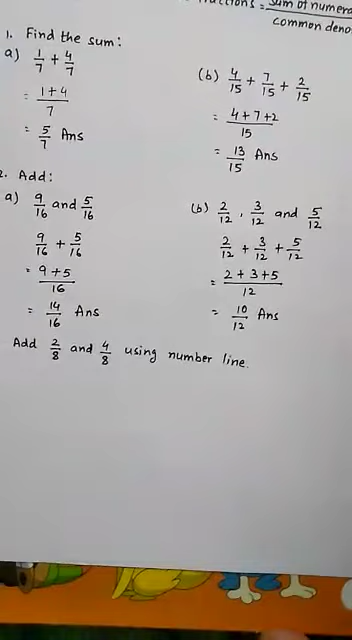 fractions = sum of numera
common deno
1. Find the sum:
a) 1/7 + 4/7
= 1+4/7
= 5/7 Ans
(b) 4/15 + 7/15 + 2/15
= 4+7+2/15
= 13/15 Ans
2. Add:
a) 9/16 and 5/16
9/16 + 5/16
= 9+5/16
= 14/16 Ans
(b) 2/12, 3/12 and 5/12
2/12 + 3/12 + 5/12
= 2+3+5/12
= 10/12 Ans
Add 2/8 and 4/8 using number line.